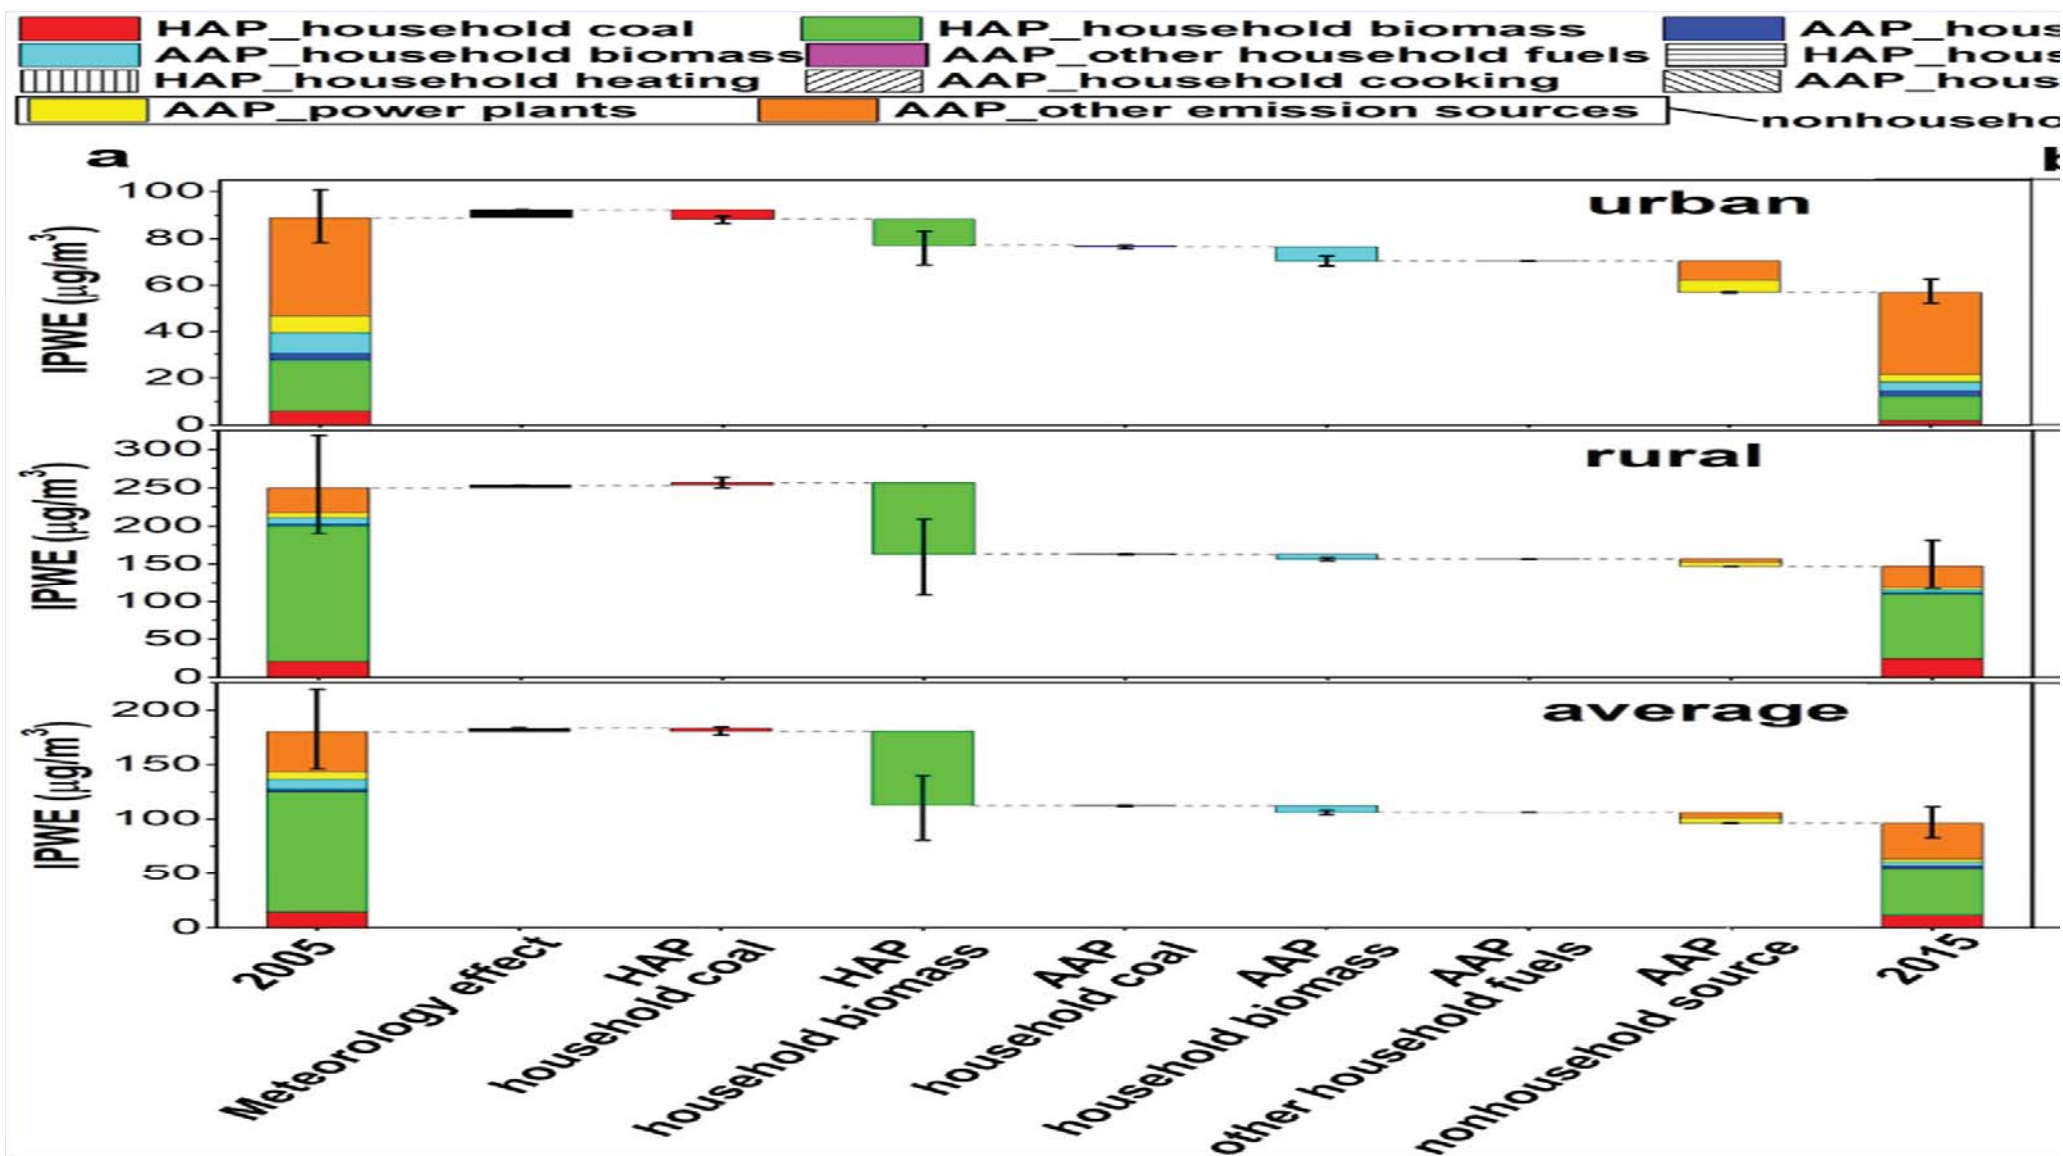 HAP_household coal HAP_household biomass AAP_hous
AAP_household biomass AAP_other household fuels HAP_hous
HAP_household heating AAP_household cooking AAP_hous
AAP_power plants AAP_other emission sources nonhouseho
a b
urban
IPWE (µg/m³)
100
80
60
40
20
0
rural
IPWE (µg/m³)
300
250
200
150
100
50
0
average
IPWE (µg/m³)
200
150
100
50
0
2005
Meteorology effect
HAP
household coal
HAP
household biomass
AAP
household coal
AAP
household biomass
AAP
other household fuels
AAP
nonhousehold source
2015